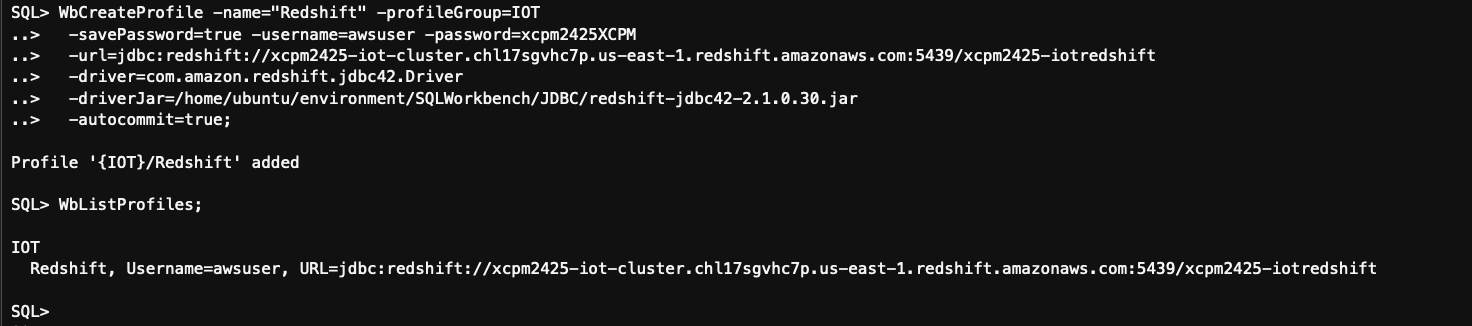 SQL> WbCreateProfile -name="Redshift" -profileGroup=IOT
..>   -savePassword=true -username=awsuser -password=xcpm2425XCPM
..>   -url=jdbc:redshift://xcpm2425-iot-cluster.chl17sgvhc7p.us-east-1.redshift.amazonaws.com:5439/xcpm2425-iotredshift
..>   -driver=com.amazon.redshift.jdbc42.Driver
..>   -driverJar=/home/ubuntu/environment/SQLWorkbench/JDBC/redshift-jdbc42-2.1.0.30.jar
..>   -autocommit=true;
Profile '{IOT}/Redshift' added
SQL> WbListProfiles;
IOT
  Redshift, Username=awsuser, URL=jdbc:redshift://xcpm2425-iot-cluster.chl17sgvhc7p.us-east-1.redshift.amazonaws.com:5439/xcpm2425-iotredshift
SQL>